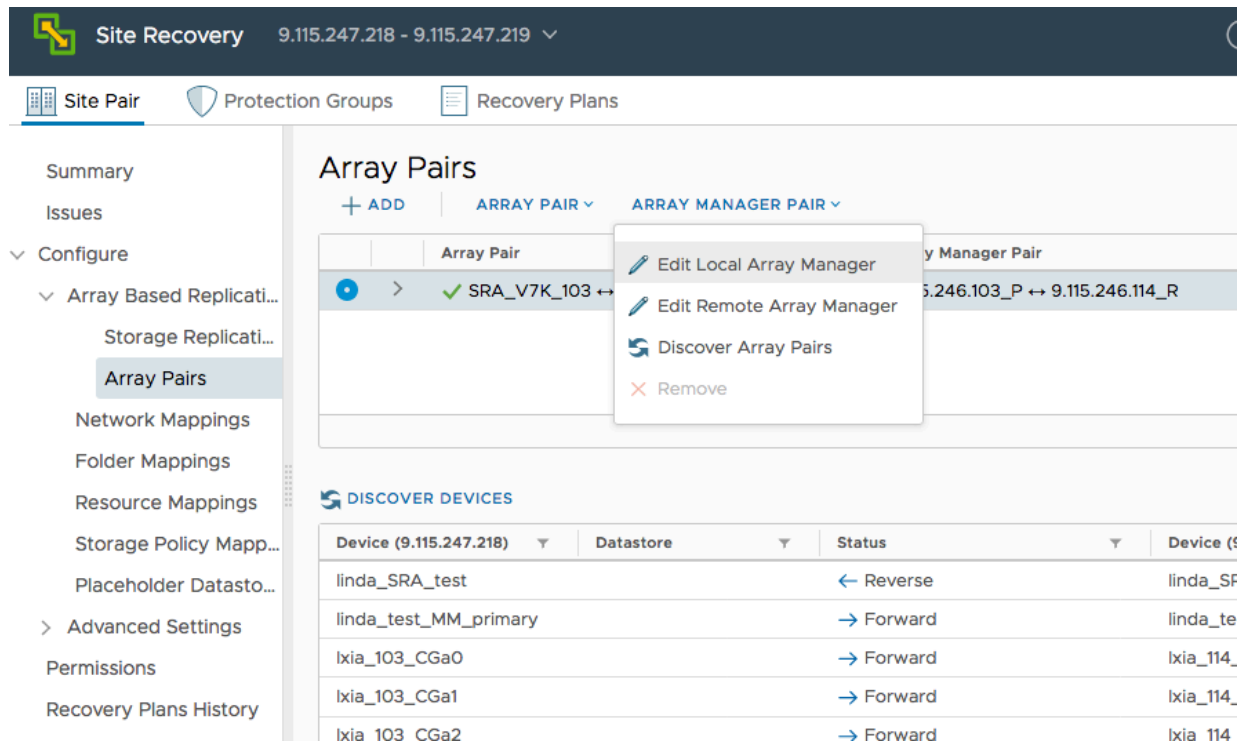 Site Recovery 9.115.247.218 - 9.115.247.219
Site Pair Protection Groups Recovery Plans
Summary
Issues
Configure
Array Based Replicati...
Storage Replicati...
Array Pairs
Network Mappings
Folder Mappings
Resource Mappings
Storage Policy Mapp...
Placeholder Datasto...
Advanced Settings
Permissions
Recovery Plans History
Array Pairs
+ ADD ARRAY PAIR ARRAY MANAGER PAIR
Array Pair y Manager Pair
SRA_V7K_103 ↔ 5.246.103_P ↔ 9.115.246.114_R
Edit Local Array Manager
Edit Remote Array Manager
Discover Array Pairs
Remove
DISCOVER DEVICES
Device (9.115.247.218) Datastore Status Device (9
linda_SRA_test ← Reverse linda_SR
linda_test_MM_primary → Forward linda_te
lxia_103_CGa0 → Forward lxia_114_
lxia_103_CGa1 → Forward lxia_114_
lxia_103_CGa2 → Forward lxia_114